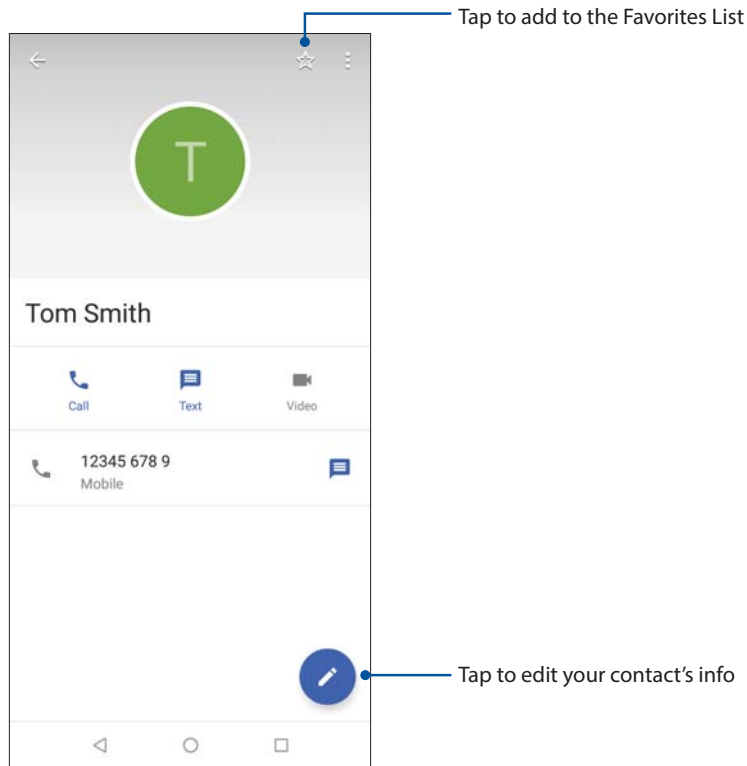 Tap to add to the Favorites List
T
Tom Smith
Call Text Video
12345 678 9
Mobile
Tap to edit your contact’s info